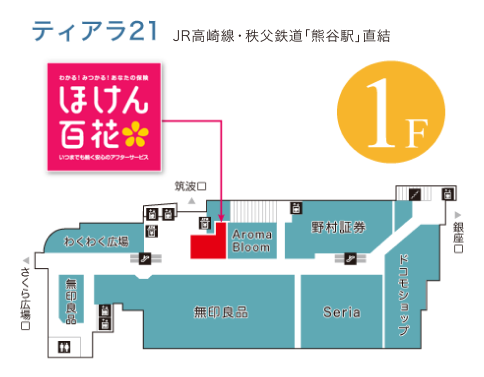 ティアラ21
JR高崎線・秩父鉄道「熊谷駅」直結
わかる!みつかる!あなたの保険
ほけん
百花
いつまでも続く安心のアフターサービス
1F
筑波口
わくわく広場
Aroma
Bloom
野村証券
銀座口
さくら広場口
無印良品
無印良品
Seria
ドコモショップ